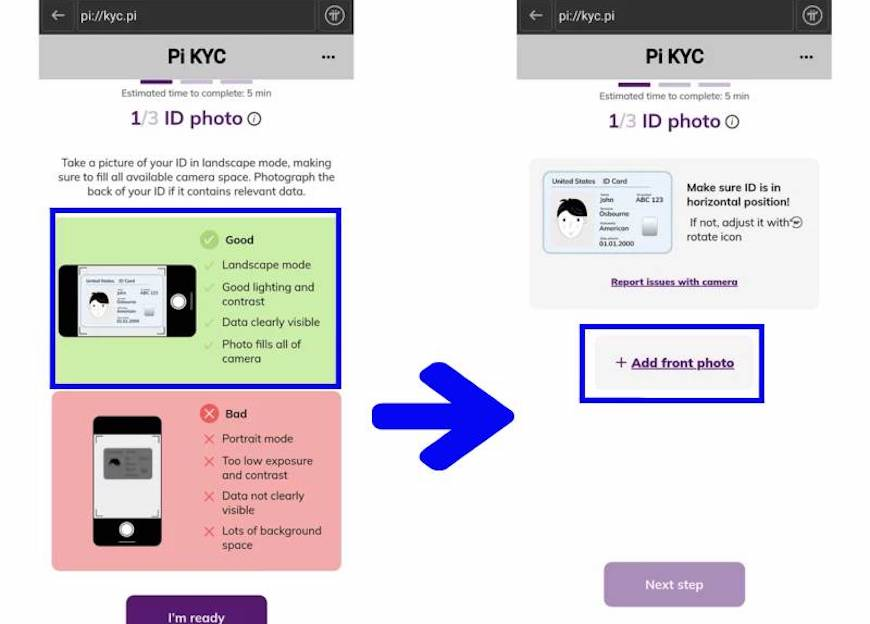 pi://kyc.pi
Pi KYC
Estimated time to complete: 5 min
1/3 ID photo
Take a picture of your ID in landscape mode, making
sure to fill all available camera space. Photograph the
back of your ID if it contains relevant data.
Good
Landscape mode
Good lighting and
contrast
Data clearly visible
Photo fills all of
camera
United States ID Card
John ABC 123
Osbourne
American
01.01.2000
Bad
Portrait mode
Too low exposure
and contrast
Data not clearly
visible
Lots of background
space
I'm ready
pi://kyc.pi
Pi KYC
Estimated time to complete: 5 min
1/3 ID photo
United States ID Card
John ABC 123
Osbourne
American
01.01.2000
Make sure ID is in
horizontal position!
If not, adjust it with
rotate icon
Report issues with camera
+ Add front photo
Next step